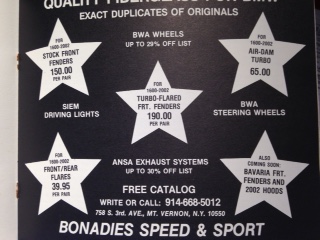 QUALITY FIBERGLASS FOR BMW
EXACT DUPLICATES OF ORIGINALS
FOR
1600-2002
STOCK FRONT
FENDERS
150.00
PER PAIR
BWA WHEELS
UP TO 29% OFF LIST
FOR
1600-2002
AIR-DAM
TURBO
65.00
SIEM
DRIVING LIGHTS
FOR
1600-2002
TURBO-FLARED
FRT. FENDERS
190.00
PER PAIR
BWA
STEERING WHEELS
FOR
1600-2002
FRONT/REAR
FLARES
39.95
PER PAIR
ANSA EXHAUST SYSTEMS
UP TO 30% OFF LIST
ALSO
COMING SOON:
BAVARIA FRT.
FENDERS AND
2002 HOODS
FREE CATALOG
WRITE OR CALL: 914-668-5012
758 S. 3rd. AVE., MT. VERNON, N.Y. 10550
BONADIES SPEED & SPORT